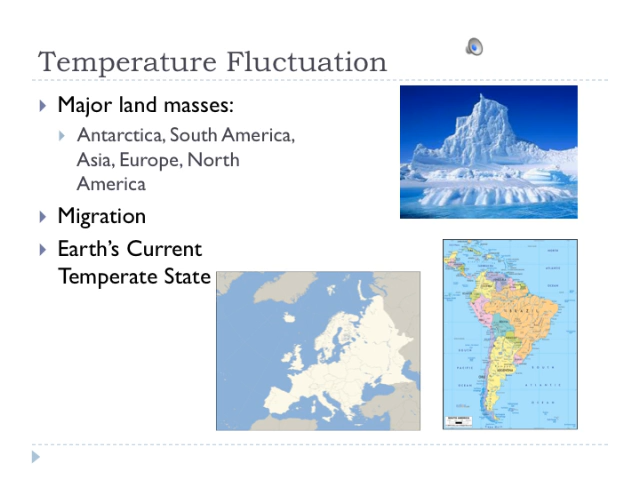 Temperature Fluctuation
Major land masses:
Antarctica, South America,
Asia, Europe, North
America
Migration
Earth's Current
Temperate State